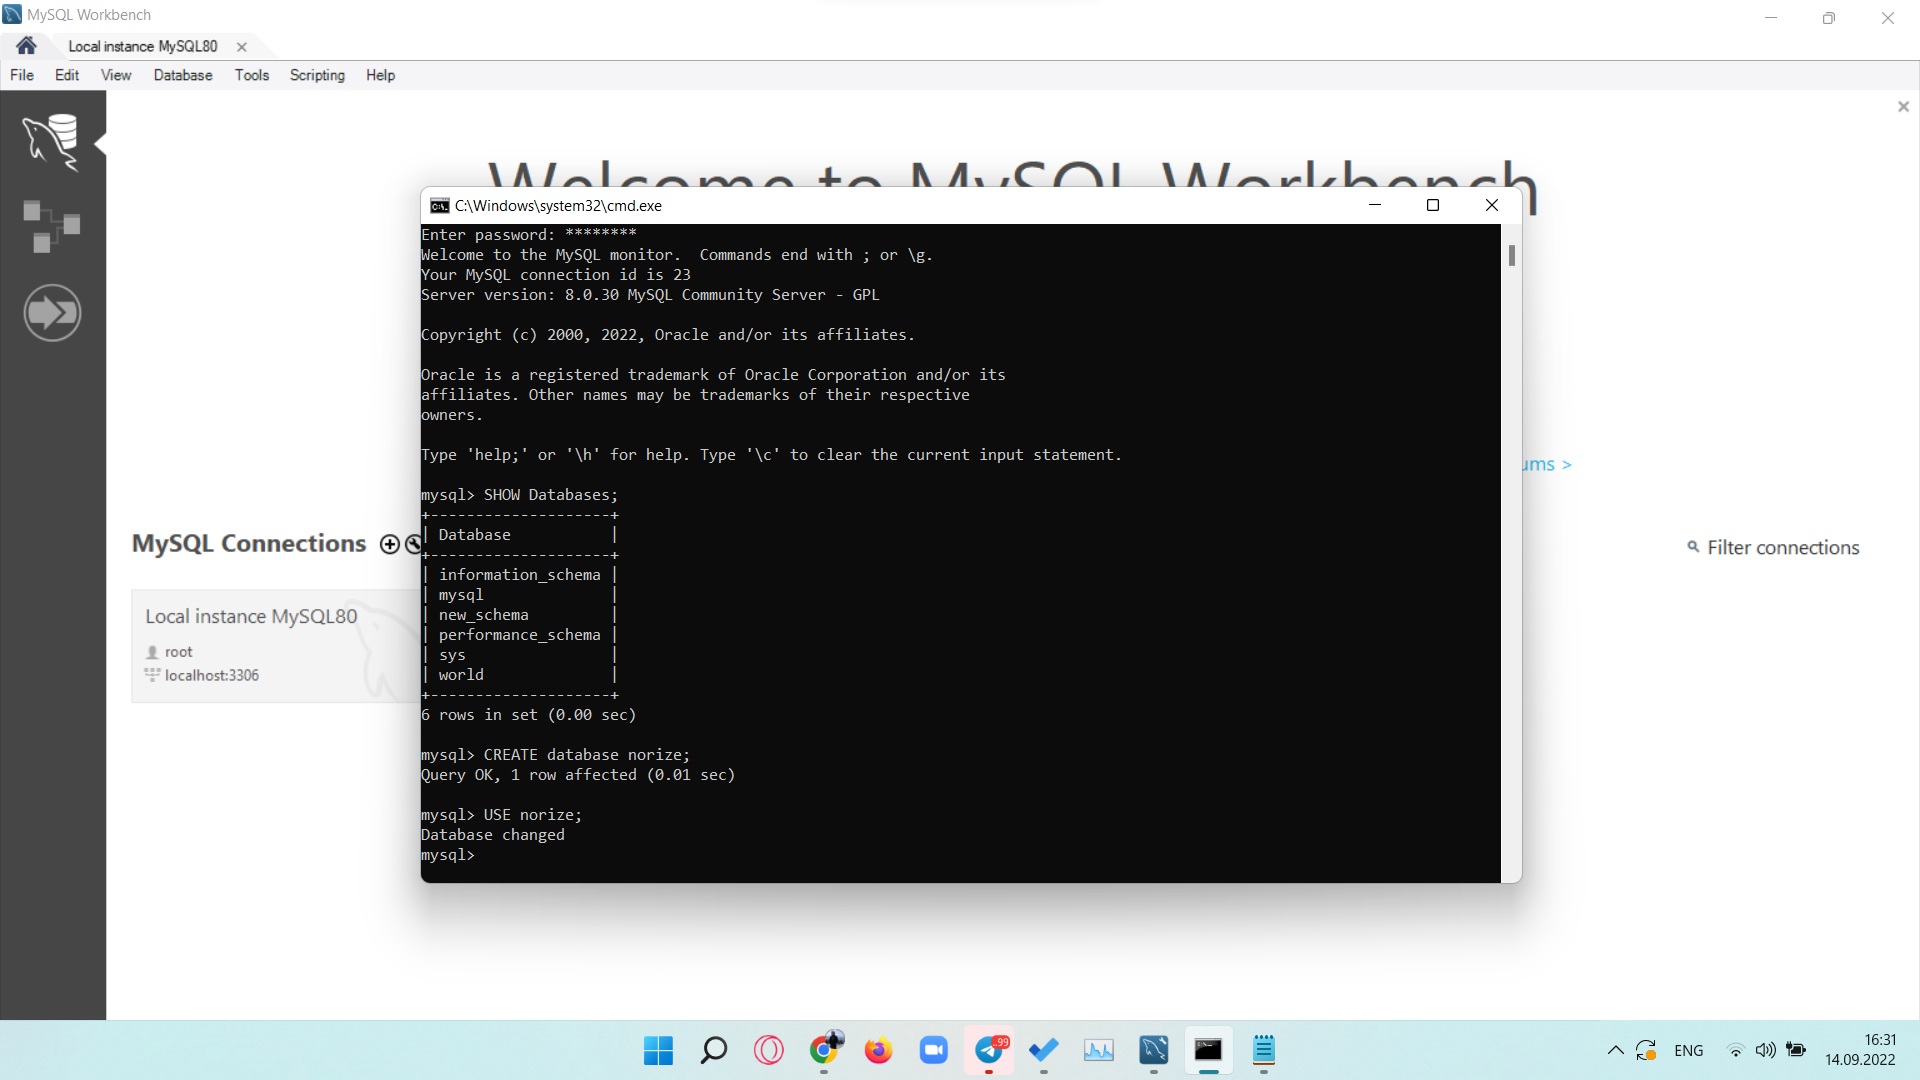 MySQL Workbench
Local instance MySQL80
File Edit View Database Tools Scripting Help
Welcome to MySQL Workbench
C:\Windows\system32\cmd.exe
Enter password: ********
Welcome to the MySQL monitor.  Commands end with ; or \g.
Your MySQL connection id is 23
Server version: 8.0.30 MySQL Community Server - GPL
Copyright (c) 2000, 2022, Oracle and/or its affiliates.
Oracle is a registered trademark of Oracle Corporation and/or its
affiliates. Other names may be trademarks of their respective
owners.
Type 'help;' or '\h' for help. Type '\c' to clear the current input statement.
ums >
mysql> SHOW Databases;
+--------------------+
| Database           |
+--------------------+
| information_schema |
| mysql              |
| new_schema         |
| performance_schema |
| sys                |
| world              |
+--------------------+
6 rows in set (0.00 sec)
mysql> CREATE database norize;
Query OK, 1 row affected (0.01 sec)
mysql> USE norize;
Database changed
mysql>
MySQL Connections
Filter connections
Local instance MySQL80
root
localhost:3306
..99
ENG
16:31
14.09.2022